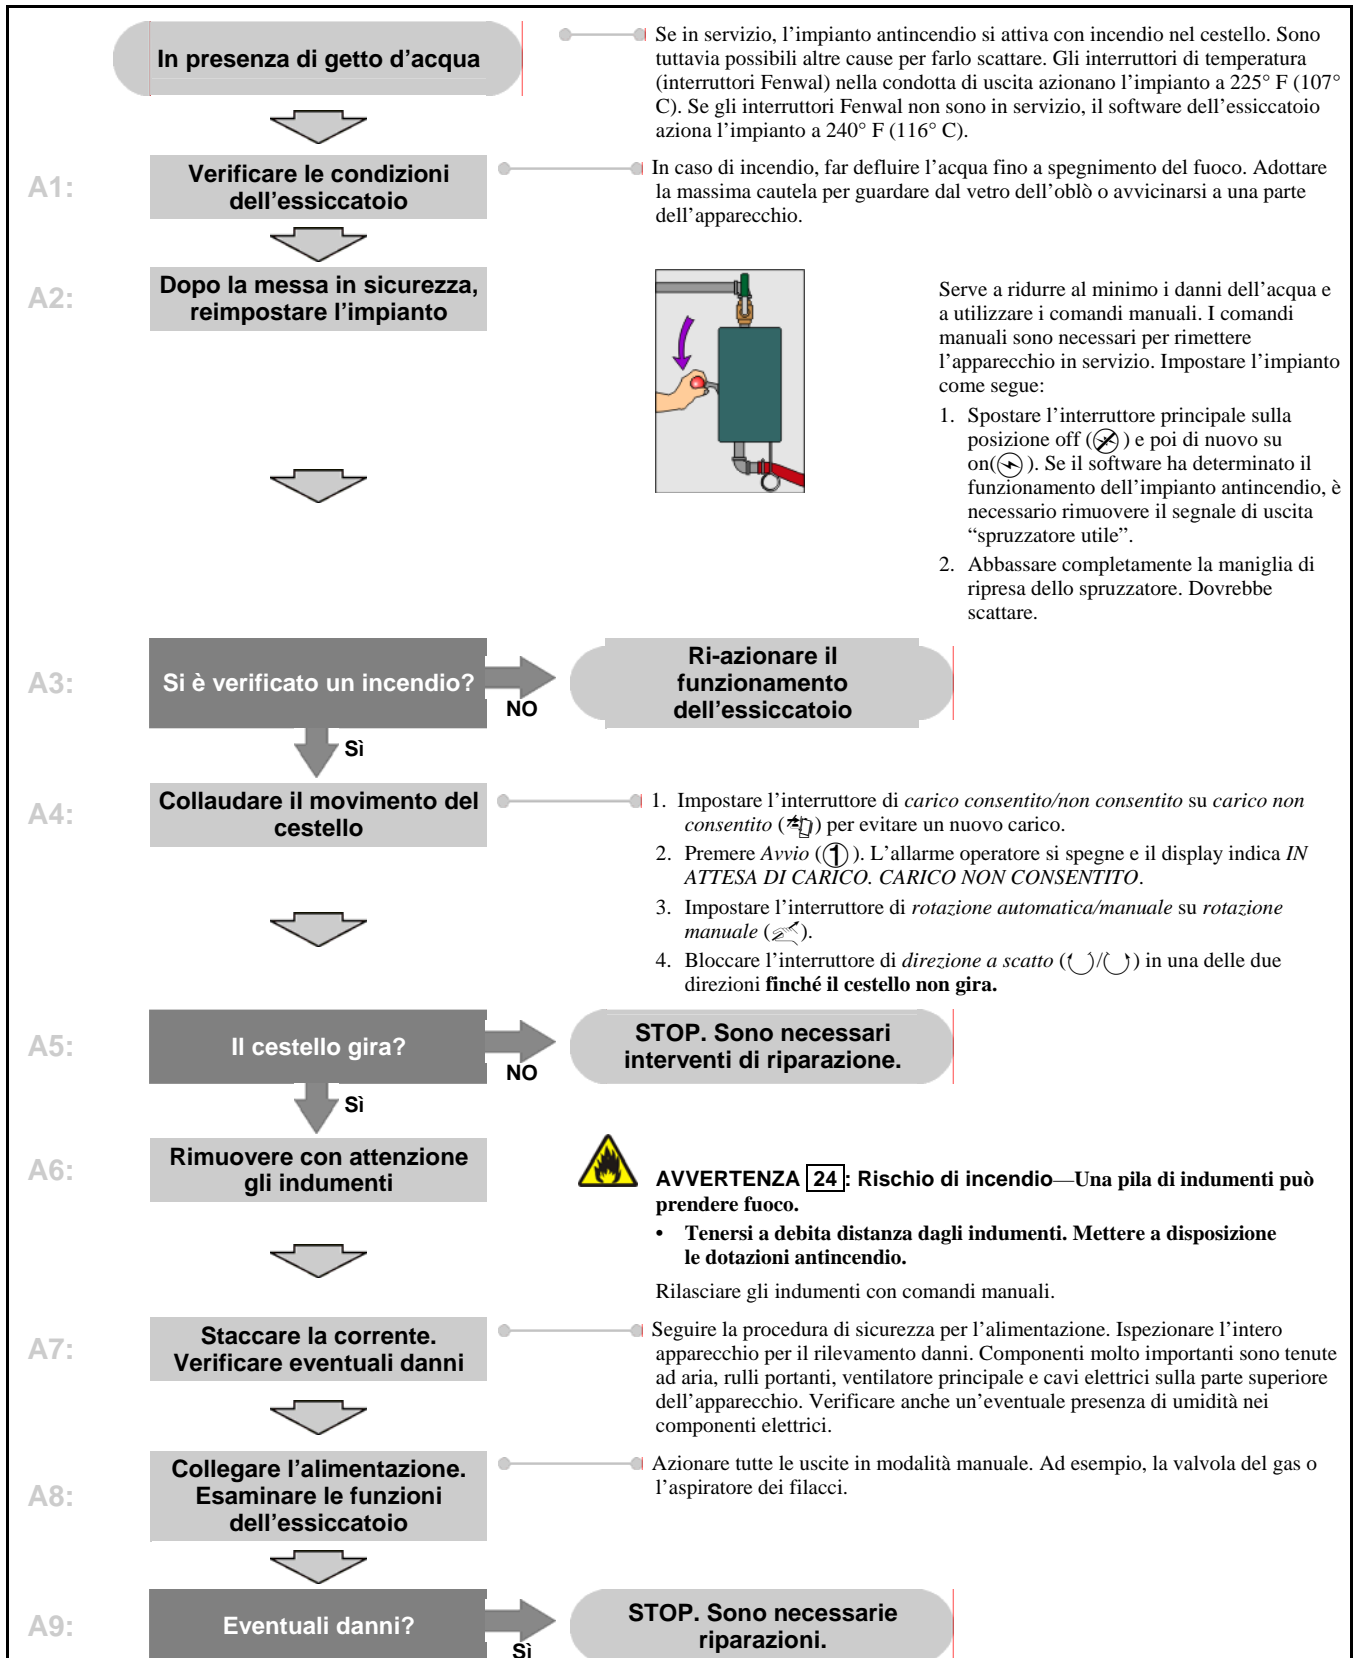 In presenza di getto d’acqua
Se in servizio, l’impianto antincendio si attiva con incendio nel cestello. Sono
tuttavia possibili altre cause per farlo scattare. Gli interruttori di temperatura
(interruttori Fenwal) nella condotta di uscita azionano l’impianto a 225° F (107°
C). Se gli interruttori Fenwal non sono in servizio, il software dell’essiccatoio
aziona l’impianto a 240° F (116° C).
A1:
Verificare le condizioni
dell’essiccatoio
In caso di incendio, far defluire l’acqua fino a spegnimento del fuoco. Adottare
la massima cautela per guardare dal vetro dell’oblò o avvicinarsi a una parte
dell’apparecchio.
A2:
Dopo la messa in sicurezza,
reimpostare l’impianto
Serve a ridurre al minimo i danni dell’acqua e
a utilizzare i comandi manuali. I comandi
manuali sono necessari per rimettere
l’apparecchio in servizio. Impostare l’impianto
come segue:
1. Spostare l’interruttore principale sulla
posizione off ( ) e poi di nuovo su
on( ). Se il software ha determinato il
funzionamento dell’impianto antincendio, è
necessario rimuovere il segnale di uscita
“spruzzatore utile”.
2. Abbassare completamente la maniglia di
ripresa dello spruzzatore. Dovrebbe
scattare.
A3:
Si è verificato un incendio?
NO
Ri-azionare il
funzionamento
dell’essiccatoio
Sì
A4:
Collaudare il movimento del
cestello
1. Impostare l’interruttore di carico consentito/non consentito su carico non
consentito ( ) per evitare un nuovo carico.
2. Premere Avvio (1). L’allarme operatore si spegne e il display indica IN
ATTESA DI CARICO. CARICO NON CONSENTITO.
3. Impostare l’interruttore di rotazione automatica/manuale su rotazione
manuale ( ).
4. Bloccare l’interruttore di direzione a scatto ( / ) in una delle due
direzioni finché il cestello non gira.
A5:
Il cestello gira?
NO
STOP. Sono necessari
interventi di riparazione.
Sì
A6:
Rimuovere con attenzione
gli indumenti
AVVERTENZA 24: Rischio di incendio—Una pila di indumenti può
prendere fuoco.
• Tenersi a debita distanza dagli indumenti. Mettere a disposizione
le dotazioni antincendio.
Rilasciare gli indumenti con comandi manuali.
A7:
Staccare la corrente.
Verificare eventuali danni
Seguire la procedura di sicurezza per l’alimentazione. Ispezionare l’intero
apparecchio per il rilevamento danni. Componenti molto importanti sono tenute
ad aria, rulli portanti, ventilatore principale e cavi elettrici sulla parte superiore
dell’apparecchio. Verificare anche un’eventuale presenza di umidità nei
componenti elettrici.
A8:
Collegare l’alimentazione.
Esaminare le funzioni
dell’essiccatoio
Azionare tutte le uscite in modalità manuale. Ad esempio, la valvola del gas o
l’aspiratore dei filacci.
A9:
Eventuali danni?
Sì
STOP. Sono necessarie
riparazioni.